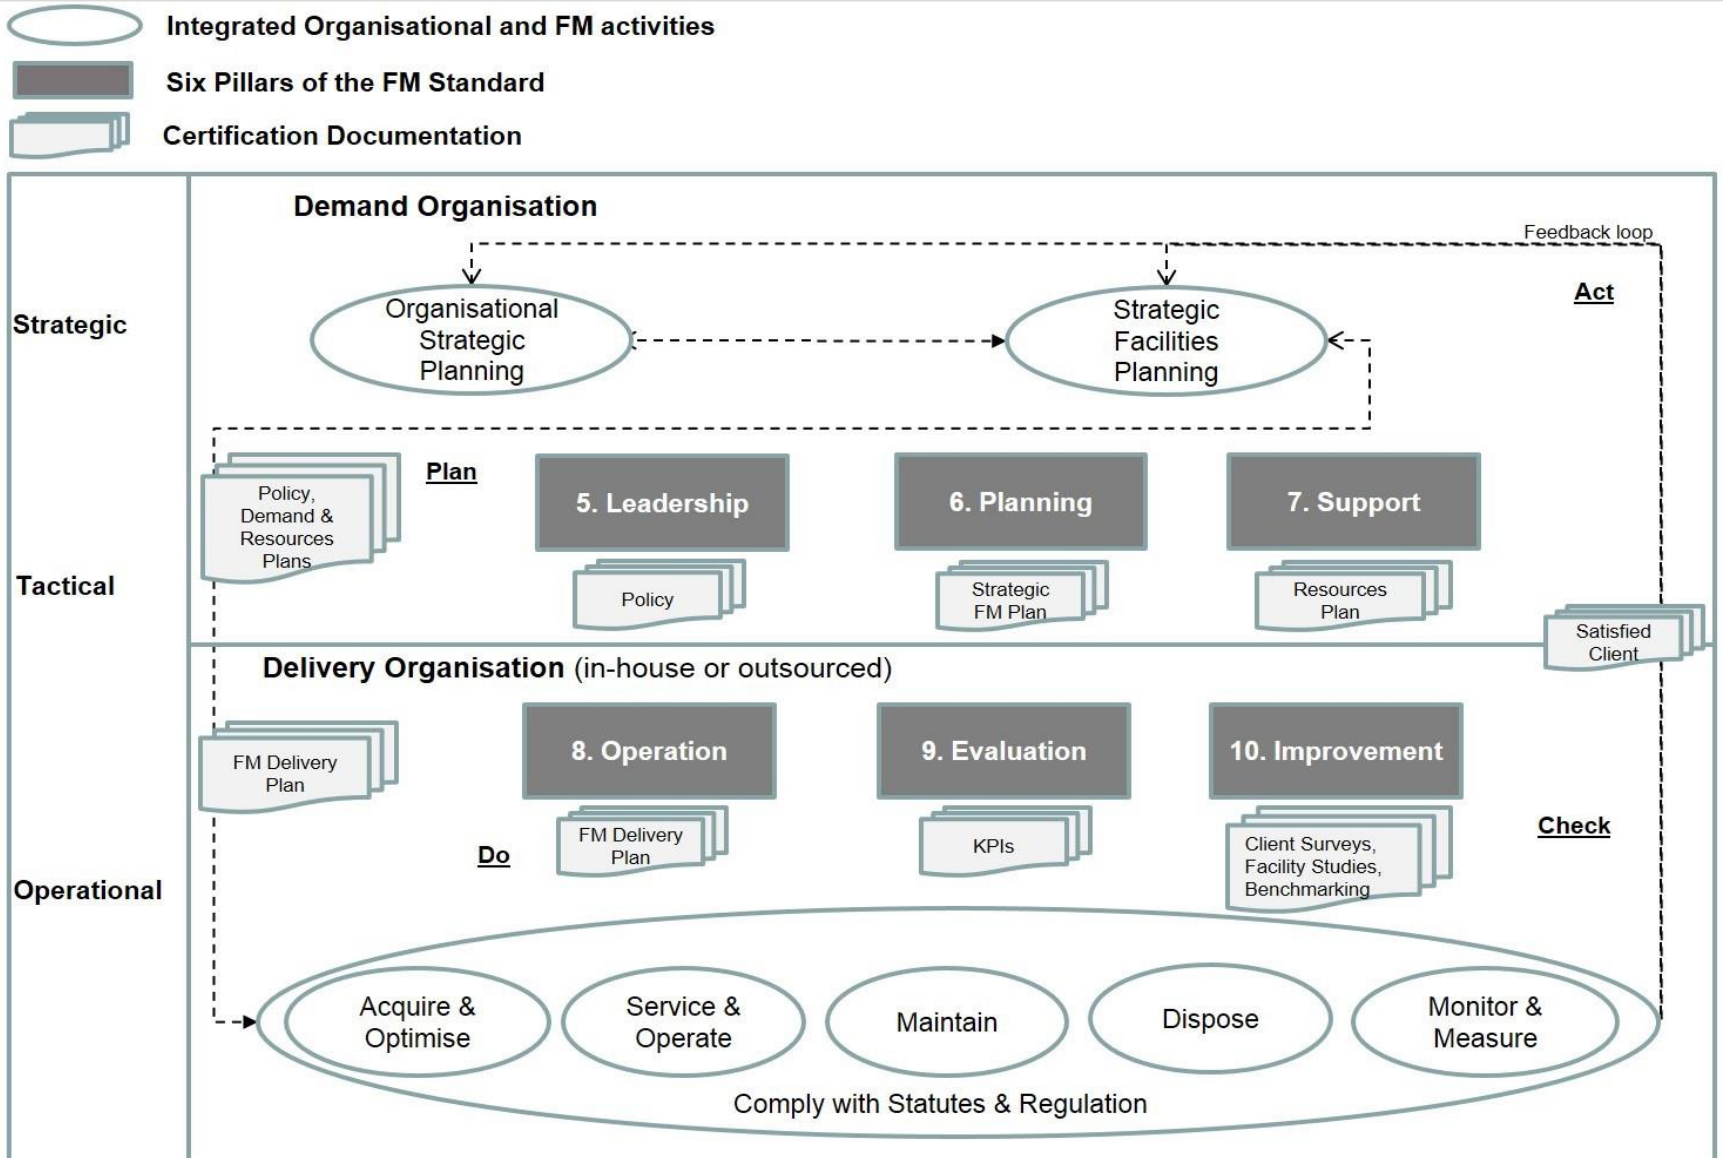 Integrated Organisational and FM activities
Six Pillars of the FM Standard
Certification Documentation
Demand Organisation
Feedback loop
Act
Strategic
Organisational
Strategic
Planning
Strategic
Facilities
Planning
Policy,
Demand &
Resources
Plans
Plan
5. Leadership
6. Planning
7. Support
Tactical
Policy
Strategic
FM Plan
Resources
Plan
Satisfied
Client
Delivery Organisation (in-house or outsourced)
FM Delivery
Plan
8. Operation
9. Evaluation
10. Improvement
Do
FM Delivery
Plan
KPIs
Client Surveys,
Facility Studies,
Benchmarking
Check
Operational
Acquire &
Optimise
Service &
Operate
Maintain
Dispose
Monitor &
Measure
Comply with Statutes & Regulation